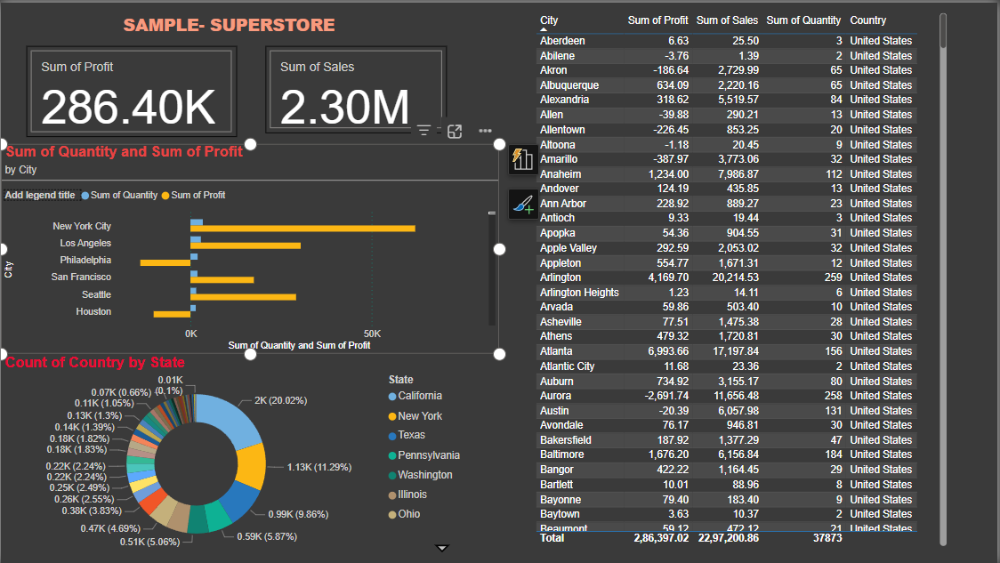 SAMPLE- SUPERSTORE
Sum of Profit
286.40K
Sum of Sales
2.30M
Sum of Quantity and Sum of Profit
by City
Add legend title Sum of Quantity Sum of Profit
New York City
Los Angeles
Philadelphia
San Francisco
Seattle
Houston
City
0K 50K
Sum of Quantity and Sum of Profit
Count of Country by State
2K (20.02%)
1.13K (11.29%)
0.99K (9.86%)
0.59K (5.87%)
0.51K (5.06%)
0.47K (4.69%)
0.38K (3.83%)
0.26K (2.55%)
0.25K (2.49%)
0.22K (2.24%)
0.22K (2.24%)
0.18K (1.83%)
0.18K (1.82%)
0.14K (1.39%)
0.13K (1.3%)
0.11K (1.05%)
0.07K (0.66%)
0.01K
(0.1%)
State
California
New York
Texas
Pennsylvania
Washington
Illinois
Ohio
City Sum of Profit Sum of Sales Sum of Quantity Country
Aberdeen 6.63 25.50 3 United States
Abilene -3.76 1.39 2 United States
Akron -186.64 2,729.99 65 United States
Albuquerque 634.09 2,220.16 65 United States
Alexandria 318.62 5,519.57 84 United States
Allen -39.88 290.21 13 United States
Allentown -226.45 853.25 20 United States
Altoona -1.18 20.45 9 United States
Amarillo -387.97 3,773.06 32 United States
Anaheim 1,234.00 7,986.87 112 United States
Andover 124.19 435.85 13 United States
Ann Arbor 228.92 889.27 23 United States
Antioch 9.33 19.44 3 United States
Apopka 54.36 904.55 31 United States
Apple Valley 292.59 2,053.02 32 United States
Appleton 554.77 1,671.31 12 United States
Arlington 4,169.70 20,214.53 259 United States
Arlington Heights 1.23 14.11 6 United States
Arvada 59.86 503.40 10 United States
Asheville 77.51 1,475.38 28 United States
Athens 479.32 1,720.81 30 United States
Atlanta 6,993.66 17,197.84 156 United States
Atlantic City 11.68 23.36 2 United States
Auburn 734.92 3,155.17 80 United States
Aurora -2,691.74 11,656.48 258 United States
Austin -20.39 6,057.98 131 United States
Avondale 76.17 946.81 30 United States
Bakersfield 187.92 1,377.29 47 United States
Baltimore 1,676.20 6,156.84 184 United States
Bangor 422.22 1,164.45 29 United States
Bartlett 10.01 88.96 8 United States
Bayonne 79.40 183.40 9 United States
Baytown 3.63 10.37 2 United States
Beaumont 59.12 472.12 21 United States
Total 2,86,397.02 22,97,200.86 37873